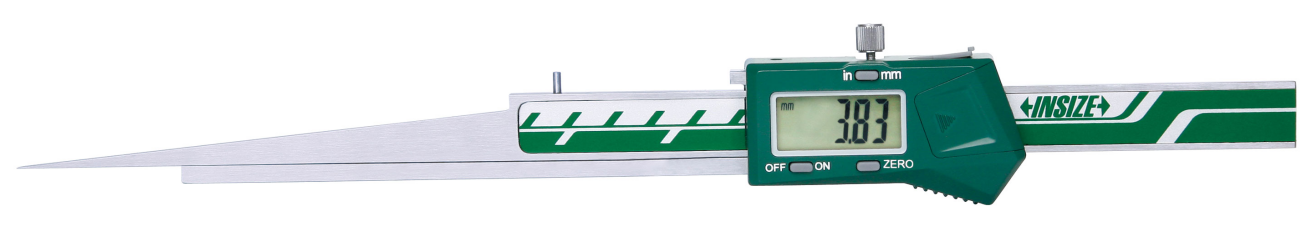 in mm
mm
3.83
OFF ON ZERO
INSIZE